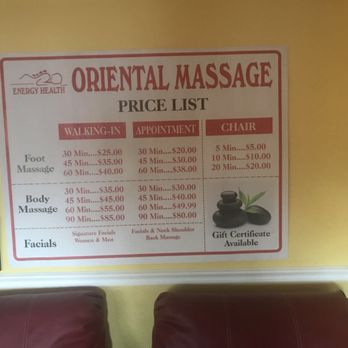 ENERGY HEALTH
ORIENTAL MASSAGE
PRICE LIST
WALKING-IN
APPOINTMENT
CHAIR
Foot Massage
30 Min....$25.00
45 Min....$35.00
60 Min....$40.00
30 Min....$20.00
45 Min....$30.00
60 Min....$38.00
5 Min....$5.00
10 Min....$10.00
20 Min....$20.00
Body Massage
30 Min....$35.00
45 Min....$45.00
60 Min....$55.00
90 Min....$85.00
30 Min....$30.00
45 Min....$40.00
60 Min....$49.99
90 Min....$80.00
Gift Certificate
Available
Facials
Signature Facials
Women & Men
Facials & Neck Shoulder
Back Massage